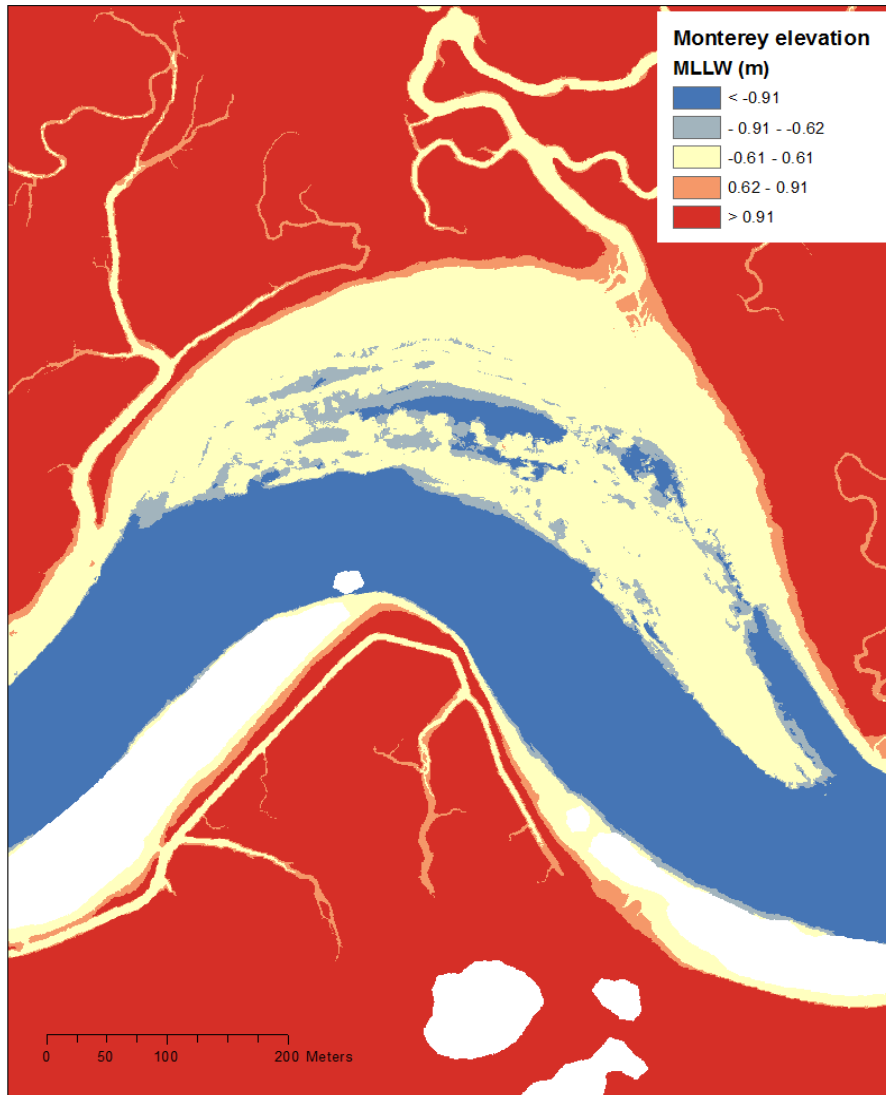 Monterey elevation
MLLW (m)
< -0.91
- 0.91 - -0.62
-0.61 - 0.61
0.62 - 0.91
> 0.91
0 50 100 200 Meters